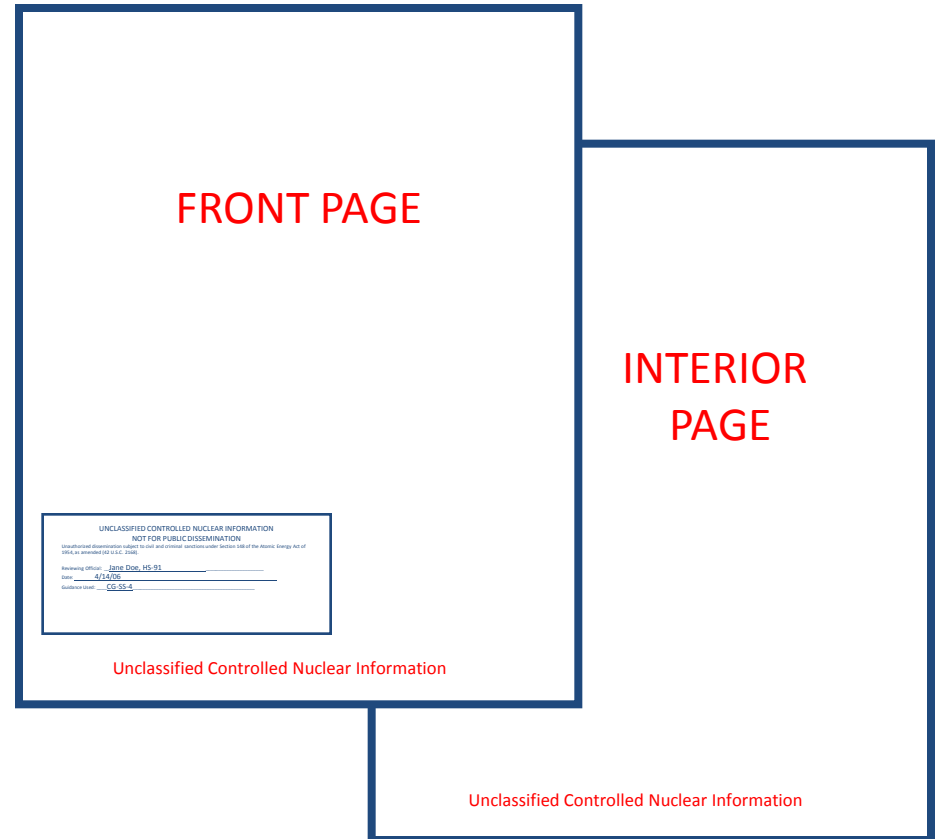 FRONT PAGE
UNCLASSIFIED CONTROLLED NUCLEAR INFORMATION
NOT FOR PUBLIC DISSEMINATION
Unauthorized dissemination subject to civil and criminal sanctions under Section 148 of the Atomic Energy Act of
1954, as amended (42 U.S.C. 2168).
Reviewing Official: Jane Doe, HS-91
Date: 4/14/06
Guidance Used: CG-SS-4
Unclassified Controlled Nuclear Information
INTERIOR
PAGE
Unclassified Controlled Nuclear Information